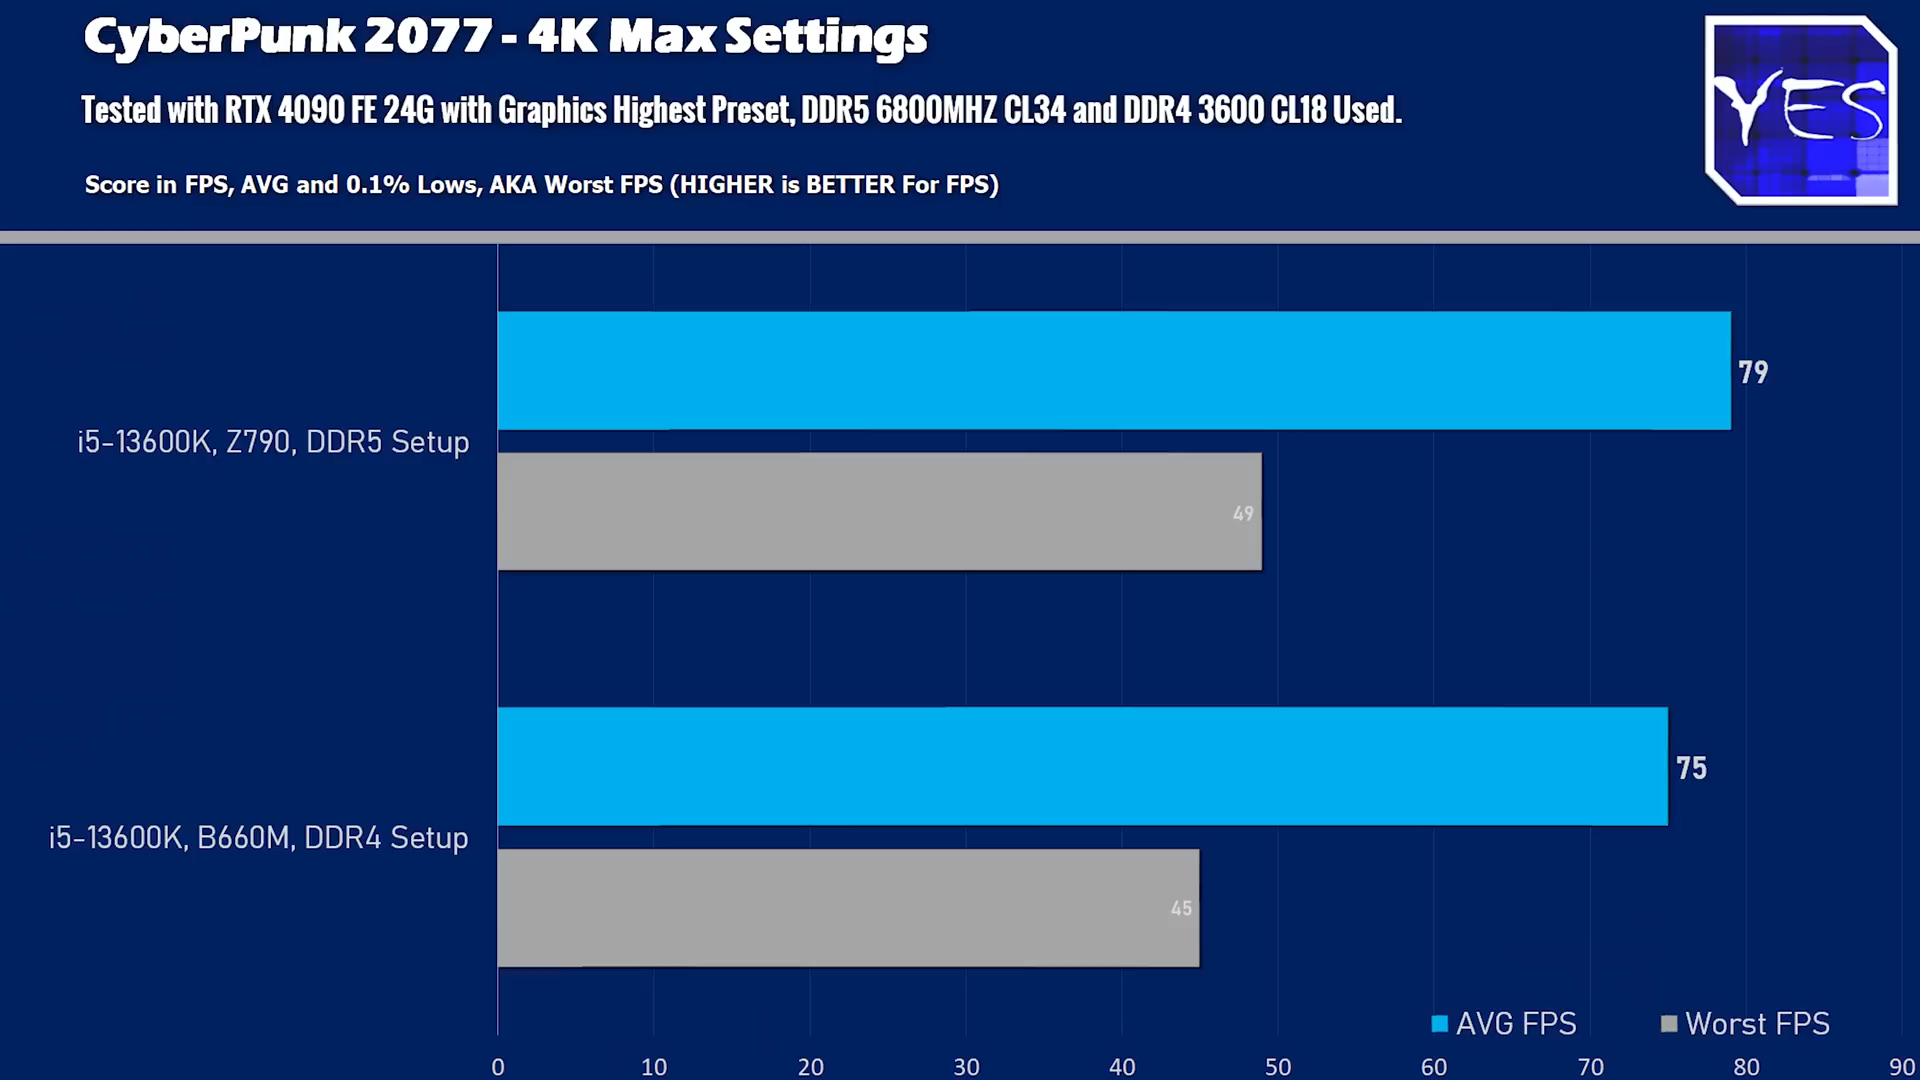 CyberPunk 2077 - 4K Max Settings
Tested with RTX 4090 FE 24G with Graphics Highest Preset, DDR5 6800MHZ CL34 and DDR4 3600 CL18 Used.
Score in FPS, AVG and 0.1% Lows, AKA Worst FPS (HIGHER is BETTER For FPS)
YES
79
i5-13600K, Z790, DDR5 Setup
49
75
i5-13600K, B660M, DDR4 Setup
45
AVG FPS Worst FPS
0 10 20 30 40 50 60 70 80 90